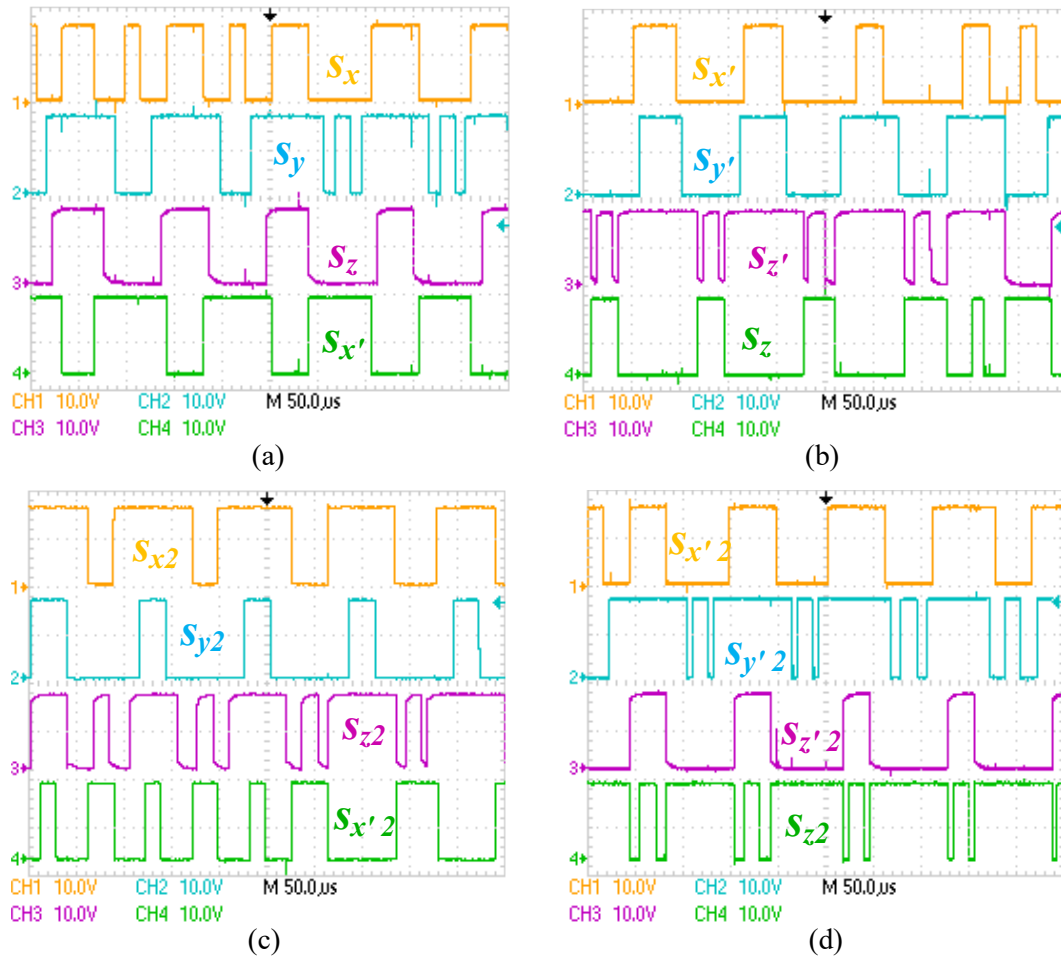 1 Sx
2 Sy
3 Sz
4 Sx'
CH1 10.0V CH2 10.0V M 50.0µs
CH3 10.0V CH4 10.0V
(a)
1 Sx'
2 Sy'
3 Sz'
4 Sz
CH1 10.0V CH2 10.0V M 50.0µs
CH3 10.0V CH4 10.0V
(b)
1 Sx2
2 Sy2
3 Sz2
4 Sx'2
CH1 10.0V CH2 10.0V M 50.0µs
CH3 10.0V CH4 10.0V
(c)
1 Sx'2
2 Sy'2
3 Sz'2
4 Sz2
CH1 10.0V CH2 10.0V M 50.0µs
CH3 10.0V CH4 10.0V
(d)